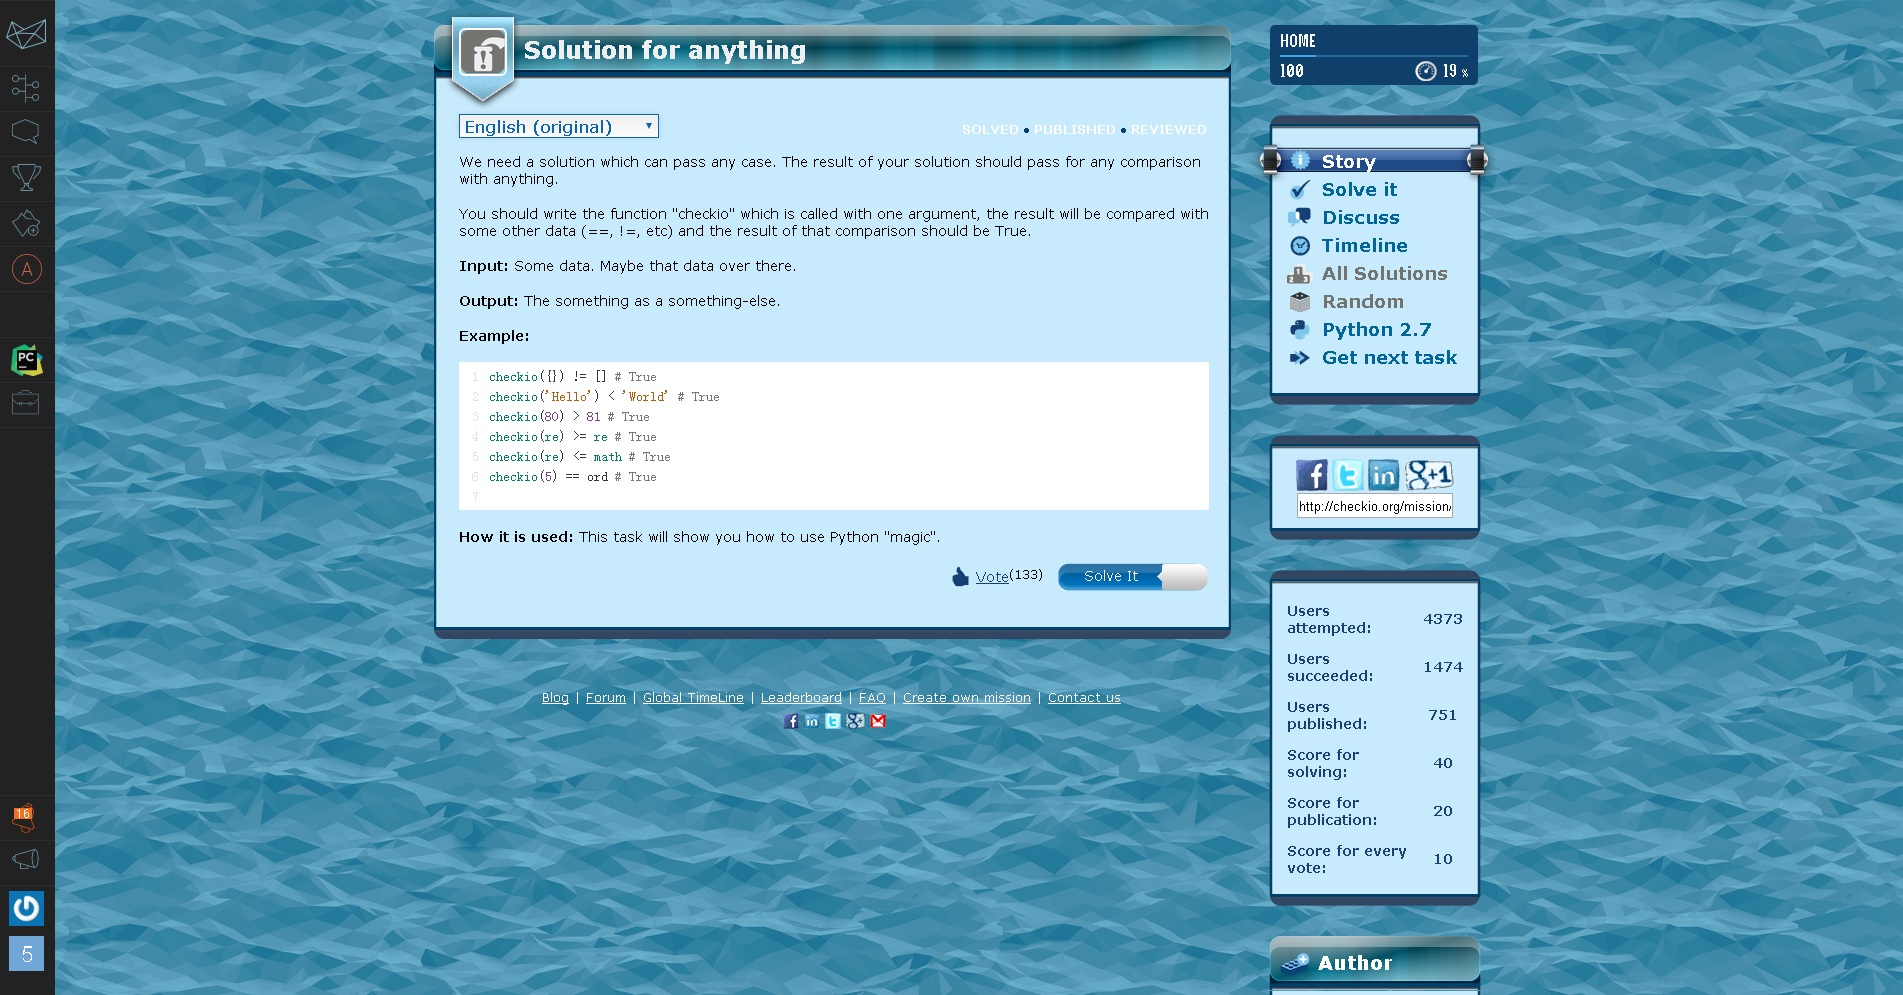 Solution for anything
English (original)
SOLVED • PUBLISHED • REVIEWED
We need a solution which can pass any case. The result of your solution should pass for any comparison
with anything.
You should write the function "checkio" which is called with one argument, the result will be compared with
some other data (==, !=, etc) and the result of that comparison should be True.
Input: Some data. Maybe that data over there.
Output: The something as a something-else.
Example:
1 checkio({}) != [] # True
2 checkio('Hello') < 'World' # True
3 checkio(80) > 81 # True
4 checkio(re) >= re # True
5 checkio(re) <= math # True
6 checkio(5) == ord # True
7
How it is used: This task will show you how to use Python "magic".
Vote(133)
Solve It
Blog | Forum | Global TimeLine | Leaderboard | FAQ | Create own mission | Contact us
HOME
100 19 %
Story
Solve it
Discuss
Timeline
All Solutions
Random
Python 2.7
Get next task
http://checkio.org/mission/
Users
attempted: 4373
Users
succeeded: 1474
Users
published: 751
Score for
solving: 40
Score for
publication: 20
Score for every
vote: 10
Author
A
PC
16
5